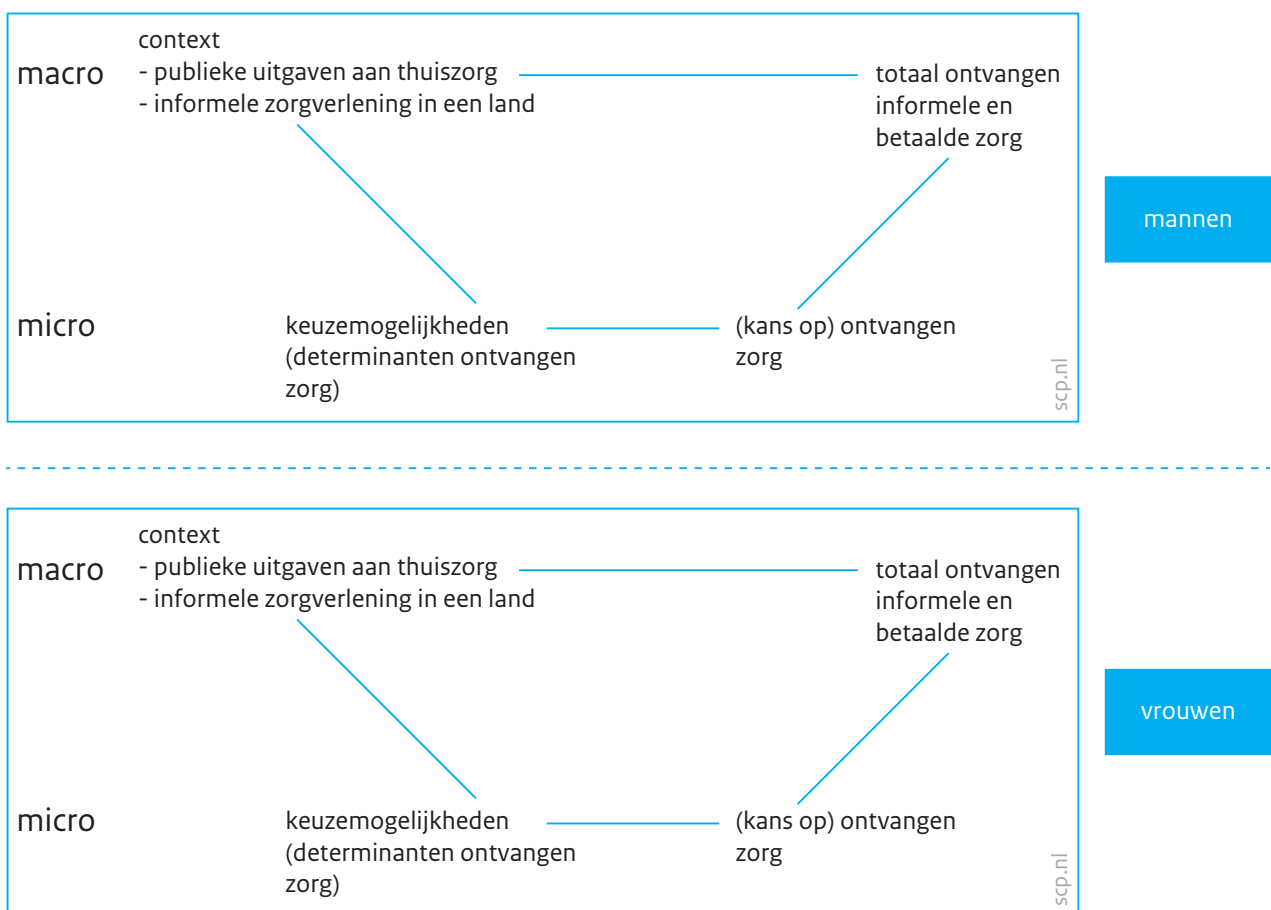 context
macro - publieke uitgaven aan thuiszorg totaal ontvangen
- informele zorgverlening in een land informele en
betaalde zorg
mannen
micro keuzemogelijkheden (kans op) ontvangen
(determinanten ontvangen zorg
zorg)
scp.nl
context
macro - publieke uitgaven aan thuiszorg totaal ontvangen
- informele zorgverlening in een land informele en
betaalde zorg
vrouwen
micro keuzemogelijkheden (kans op) ontvangen
(determinanten ontvangen zorg
zorg)
scp.nl